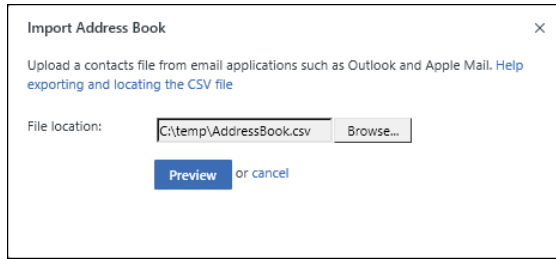 Import Address Book
Upload a contacts file from email applications such as Outlook and Apple Mail. Help
exporting and locating the CSV file
File location: C:\temp\AddressBook.csv Browse...
Preview or cancel